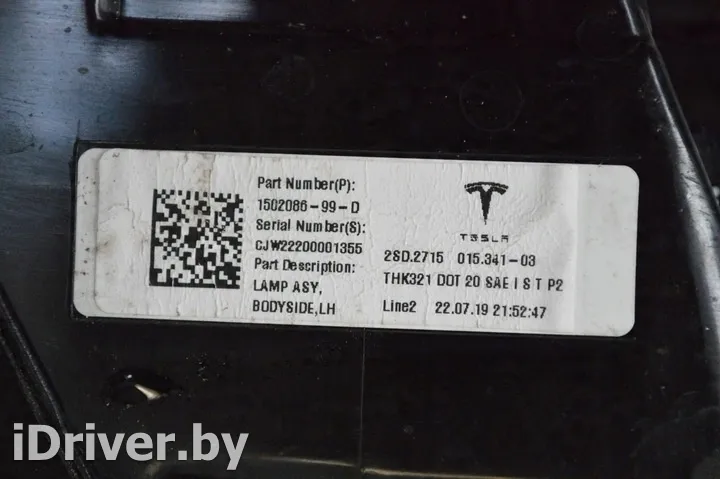 Part Number(P):
1502086-99-D
Serial Number(S):
CJW22200001355
Part Description:
LAMP ASY,
BODYSIDE,LH
TESLA
2SD.2715 015.341-03
THK321 DOT 20 SAE I S T P2
Line2 22.07.19 21:52:47
iDriver.by